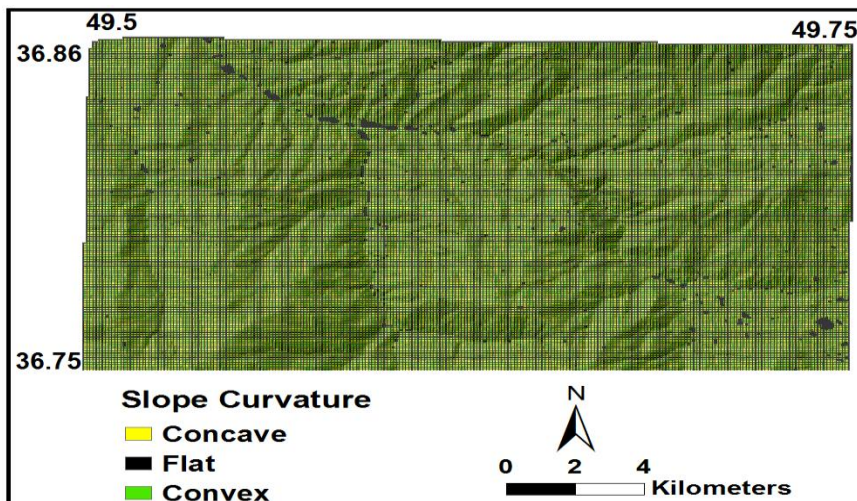 49.5
49.75
36.86
36.75
Slope Curvature
Concave
Flat
Convex
N
0 2 4
Kilometers